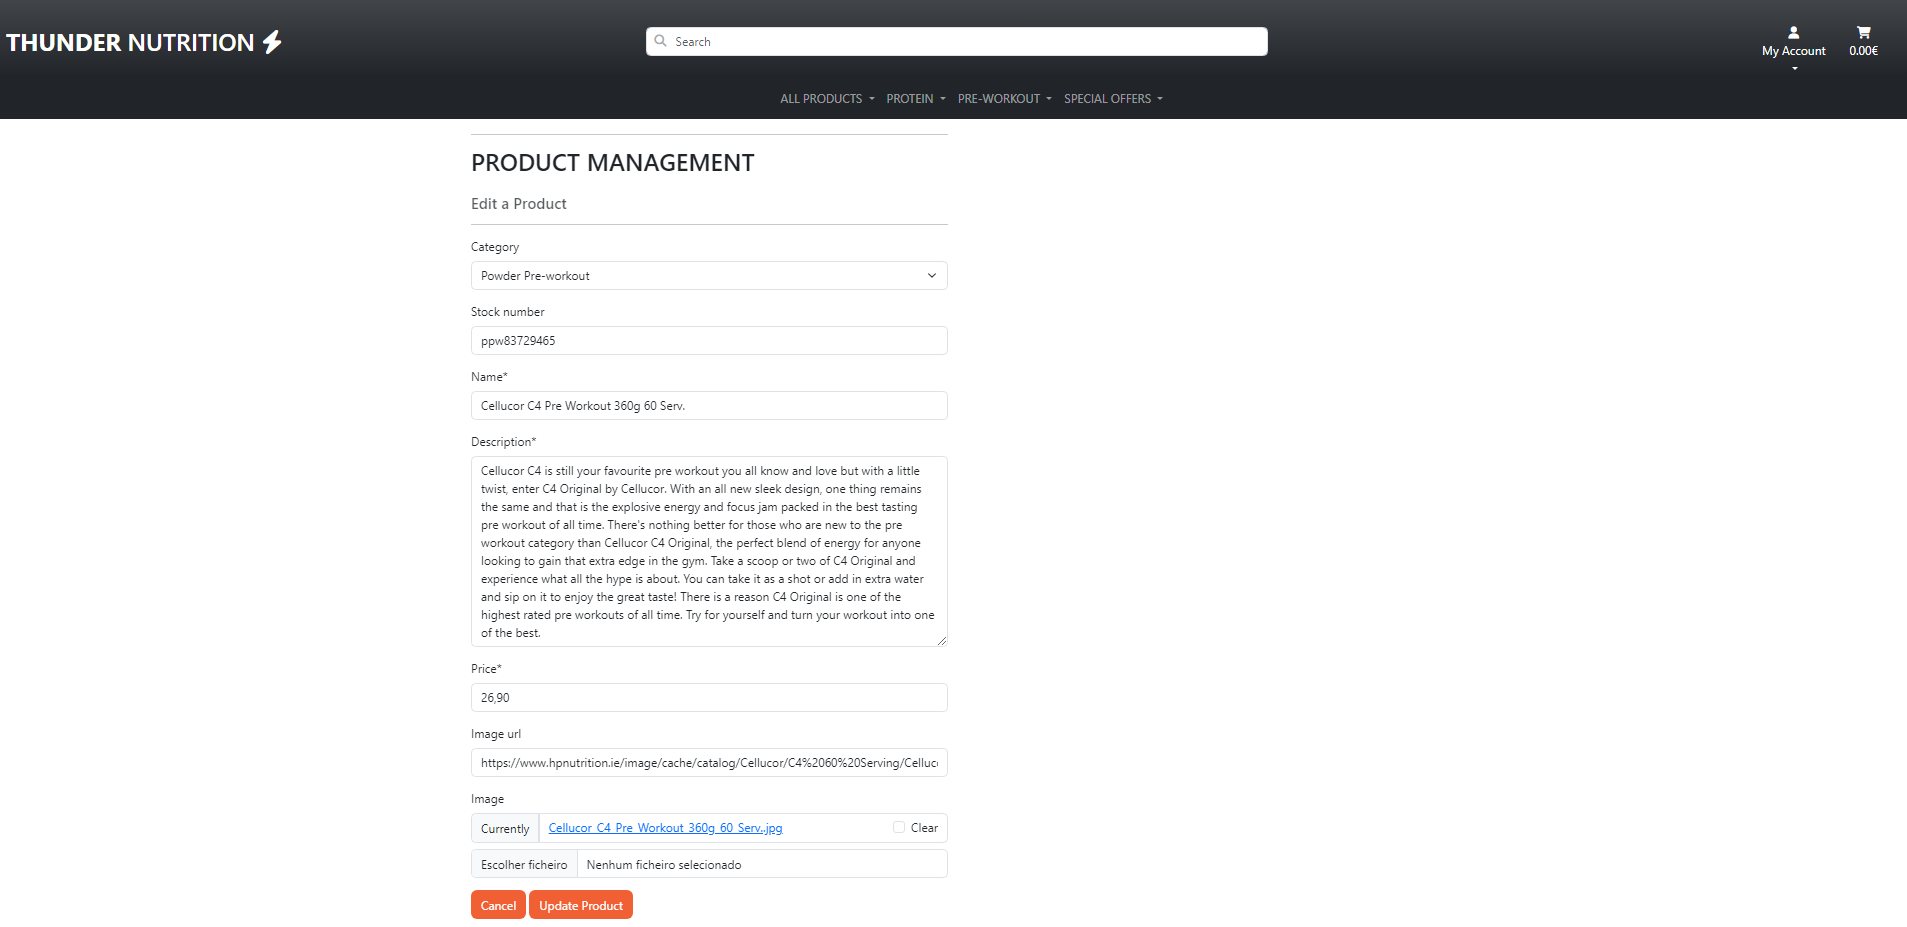 THUNDER NUTRITION
Search
My Account
0.00€
ALL PRODUCTS PROTEIN PRE-WORKOUT SPECIAL OFFERS
PRODUCT MANAGEMENT
Edit a Product
Category
Powder Pre-workout
Stock number
ppw83729465
Name*
Cellucor C4 Pre Workout 360g 60 Serv.
Description*
Cellucor C4 is still your favourite pre workout you all know and love but with a little
twist, enter C4 Original by Cellucor. With an all new sleek design, one thing remains
the same and that is the explosive energy and focus jam packed in the best tasting
pre workout of all time. There's nothing better for those who are new to the pre
workout category than Cellucor C4 Original, the perfect blend of energy for anyone
looking to gain that extra edge in the gym. Take a scoop or two of C4 Original and
experience what all the hype is about. You can take it as a shot or add in extra water
and sip on it to enjoy the great taste! There is a reason C4 Original is one of the
highest rated pre workouts of all time. Try for yourself and turn your workout into one
of the best.
Price*
26,90
Image url
https://www.hpnutrition.ie/image/cache/catalog/Cellucor/C4%2060%20Serving/Celluc
Image
Currently Cellucor_C4_Pre_Workout_360g_60_Serv..jpg Clear
Escolher ficheiro Nenhum ficheiro selecionado
Cancel Update Product